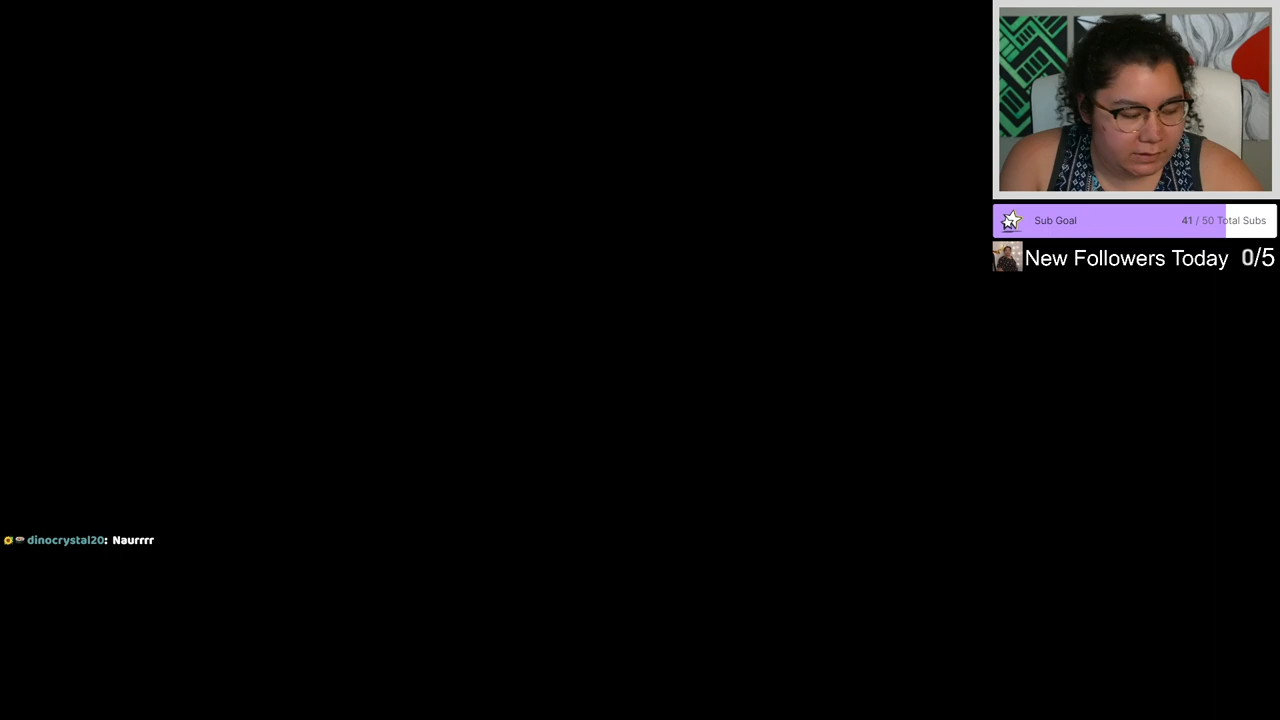 Sub Goal 41 / 50 Total Subs
New Followers Today 0/5
dinocrystal20: Naurrrr